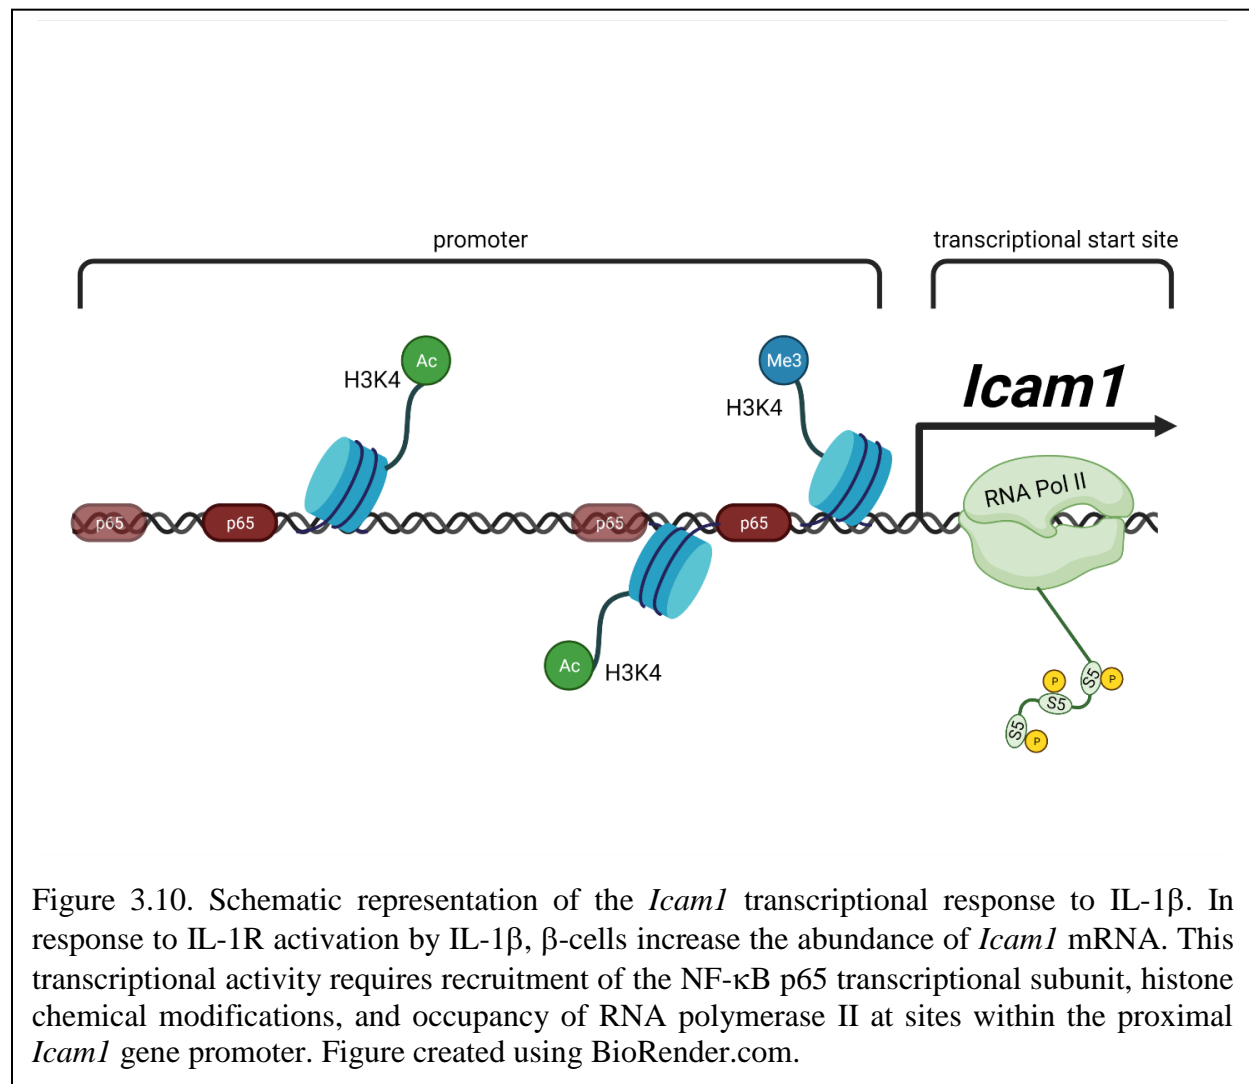 promoter
transcriptional start site
Ac
H3K4
Me3
H3K4
Icam1
RNA Pol II
p65
p65
p65
p65
Ac
H3K4
S5
P
S5
P
S5
P
Figure 3.10. Schematic representation of the Icam1 transcriptional response to IL-1β. In
response to IL-1R activation by IL-1β, β-cells increase the abundance of Icam1 mRNA. This
transcriptional activity requires recruitment of the NF-κB p65 transcriptional subunit, histone
chemical modifications, and occupancy of RNA polymerase II at sites within the proximal
Icam1 gene promoter. Figure created using BioRender.com.